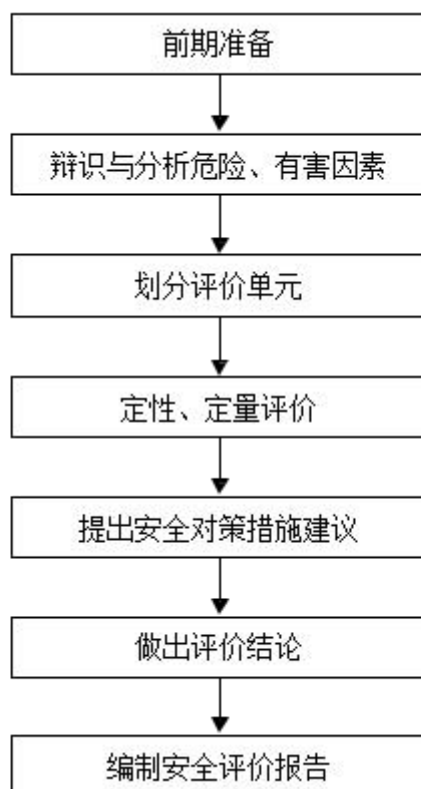 前期准备
辩识与分析危险、有害因素
划分评价单元
定性、定量评价
提出安全对策措施建议
做出评价结论
编制安全评价报告